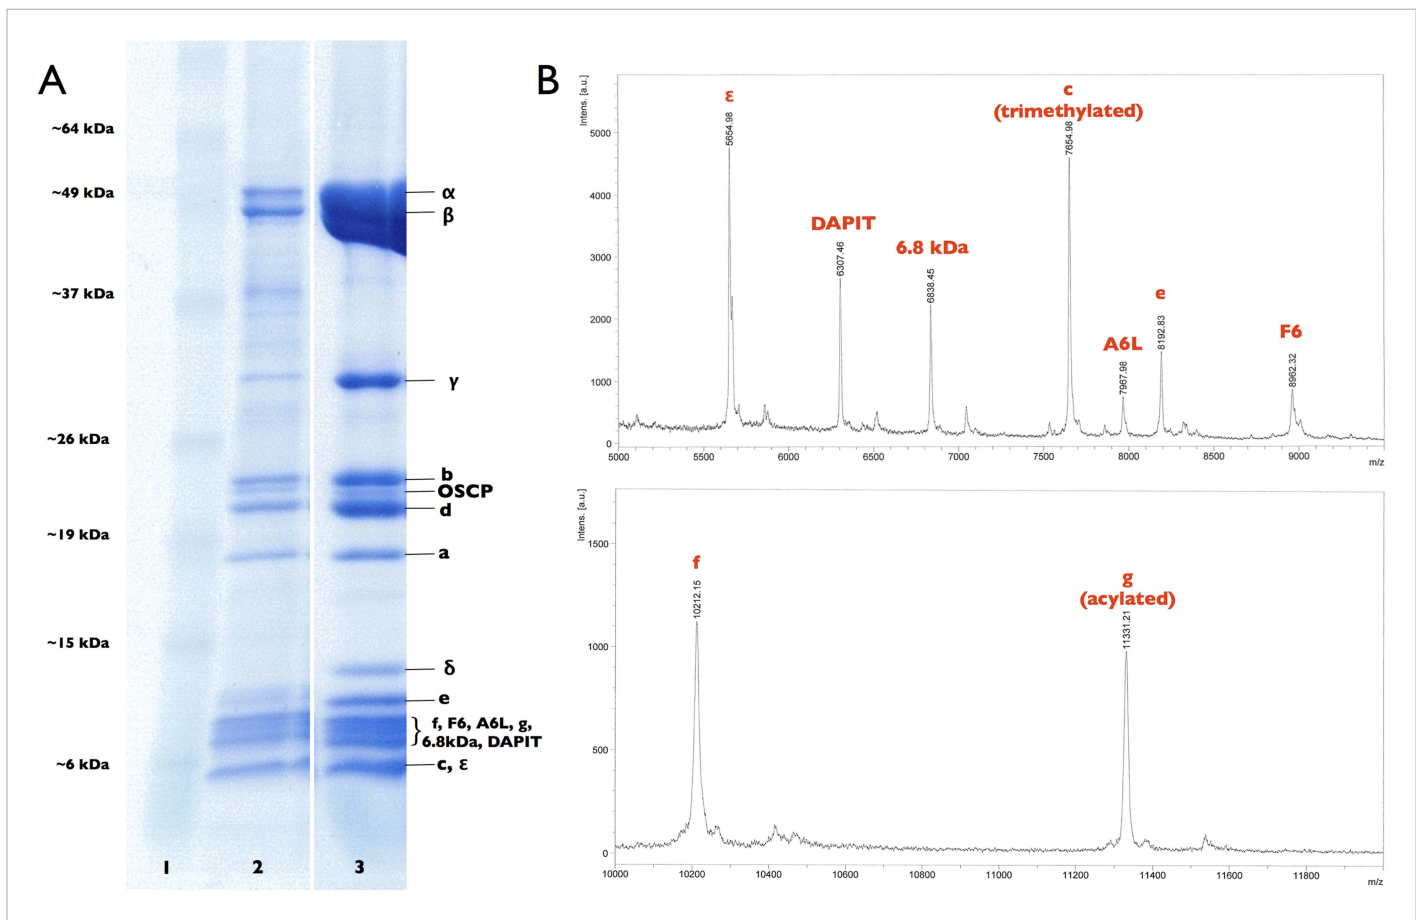 A
~64 kDa
~49 kDa
~37 kDa
~26 kDa
~19 kDa
~15 kDa
~6 kDa
α
β
γ
b
OSCP
d
a
δ
e
f, F6, A6L, g,
6.8kDa, DAPIT
c, ε
1
2
3
B
Intens. [a.u.]
5000
4000
3000
2000
1000
0
ε
5654.98
DAPIT
6307.46
6.8 kDa
6838.45
c
(trimethylated)
7654.98
A6L
7967.98
e
8192.83
F6
8962.32
5000
5500
6000
6500
7000
7500
8000
8500
9000
m/z
Intens. [a.u.]
1500
1000
500
0
f
10212.15
g
(acylated)
11331.21
10000
10200
10400
10600
10800
11000
11200
11400
11600
11800
m/z